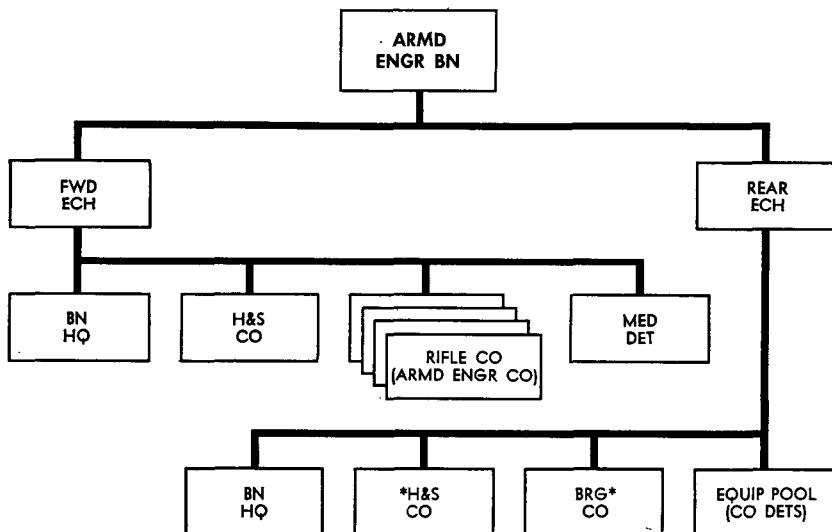 ARMD
ENGR BN
FWD
ECH
REAR
ECH
BN
HQ
H&S
CO
RIFLE CO
(ARMD ENGR CO)
MED
DET
BN
HQ
*H&S
CO
BRG*
CO
EQUIP POOL
(CO DETS)